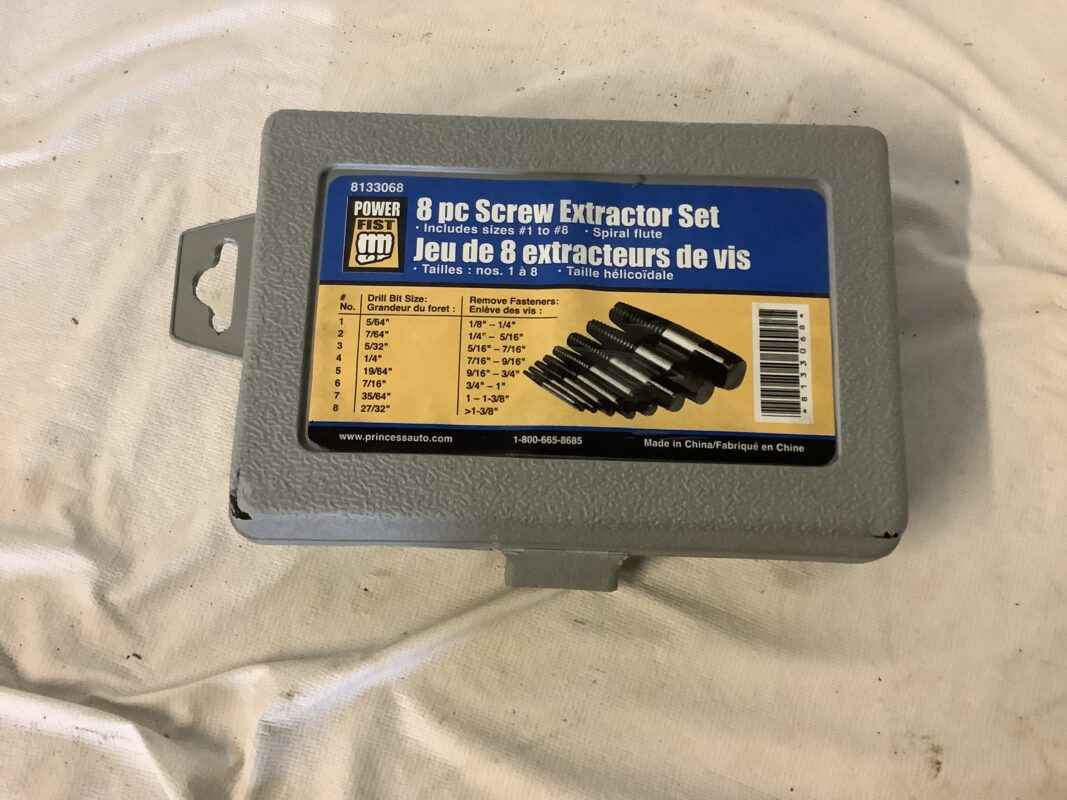 8133068
POWER
FIST
8 pc Screw Extractor Set
· Includes sizes #1 to #8 · Spiral flute
Jeu de 8 extracteurs de vis
· Tailles : nos. 1 à 8 · Taille hélicoïdale
# No. Drill Bit Size: Grandeur du foret : Remove Fasteners: Enlève des vis :
1 5/64" 1/8" – 1/4"
2 7/64" 1/4" – 5/16"
3 5/32" 5/16" – 7/16"
4 1/4" 7/16" – 9/16"
5 19/64" 9/16" – 3/4"
6 7/16" 3/4" – 1"
7 35/64" 1 – 1-3/8"
8 27/32" >1-3/8"
*8133068*
www.princessauto.com 1-800-665-8685 Made in China/Fabriqué en Chine